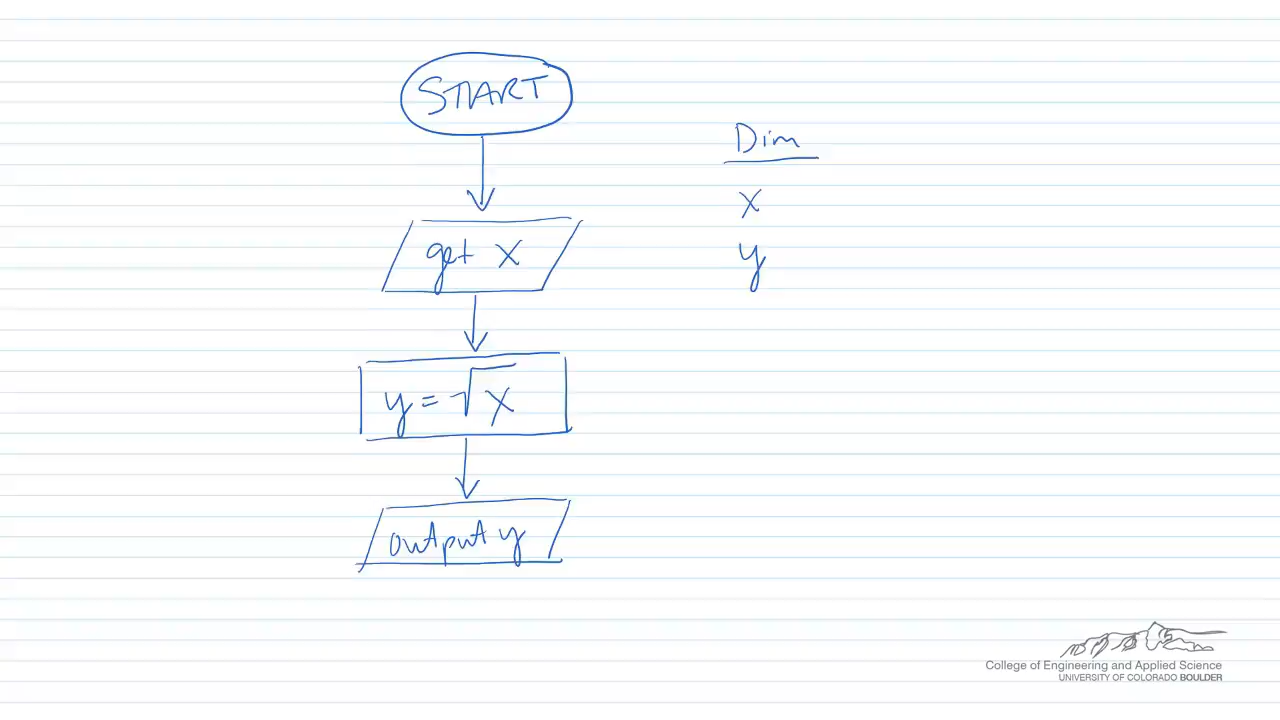 START
get x
y = √x
output y
Dim
x
y
College of Engineering and Applied Science
UNIVERSITY OF COLORADO BOULDER